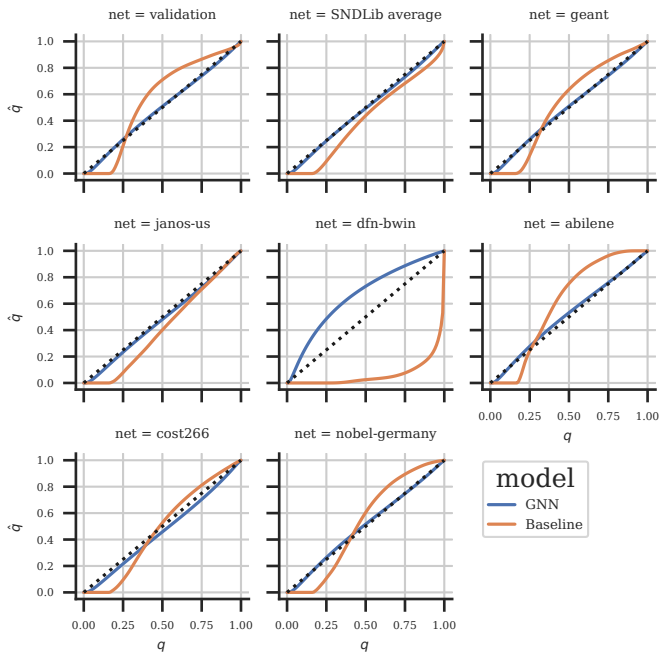 net = validation
net = SNDLib average
net = geant
1.0
0.8
0.6
0.4
0.2
0.0
q̂
net = janos-us
net = dfn-bwin
net = abilene
1.0
0.8
0.6
0.4
0.2
0.0
q̂
0.00 0.25 0.50 0.75 1.00
q
net = cost266
net = nobel-germany
1.0
0.8
0.6
0.4
0.2
0.0
q̂
0.00 0.25 0.50 0.75 1.00
q
0.00 0.25 0.50 0.75 1.00
q
model
GNN
Baseline